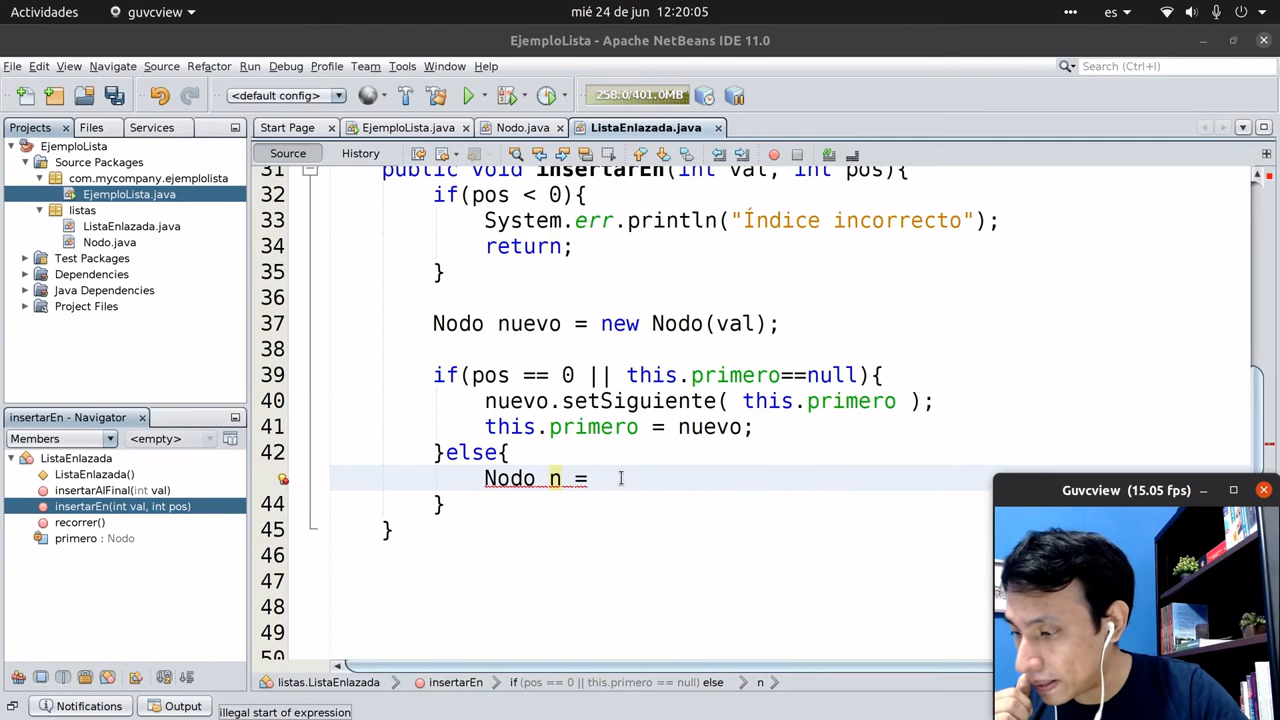 Actividades guvcview mié 24 de jun 12:20:05 es
EjemploLista - Apache NetBeans IDE 11.0
File Edit View Navigate Source Refactor Run Debug Profile Team Tools Window Help Search (Ctrl+I)
<default config> 258.0/401.0MB
Projects Files Services Start Page EjemploLista.java Nodo.java ListaEnlazada.java
Source History
EjemploLista
Source Packages
com.mycompany.ejemplolista
EjemploLista.java
listas
ListaEnlazada.java
Nodo.java
Test Packages
Dependencies
Java Dependencies
Project Files
insertarEn - Navigator
Members <empty>
ListaEnlazada
ListaEnlazada()
insertarAlFinal(int val)
insertarEn(int val, int pos)
recorrer()
primero : Nodo
31 public void insertarEn(int val, int pos){
32 if(pos < 0){
33 System.err.println("Índice incorrecto");
34 return;
35 }
36
37 Nodo nuevo = new Nodo(val);
38
39 if(pos == 0 || this.primero==null){
40 nuevo.setSiguiente( this.primero );
41 this.primero = nuevo;
42 }else{
Nodo n =
44 }
45 }
46
47
48
49
50
Guvcview (15.05 fps)
listas.ListaEnlazada insertarEn if (pos == 0 || this.primero == null) else n
Notifications Output illegal start of expression